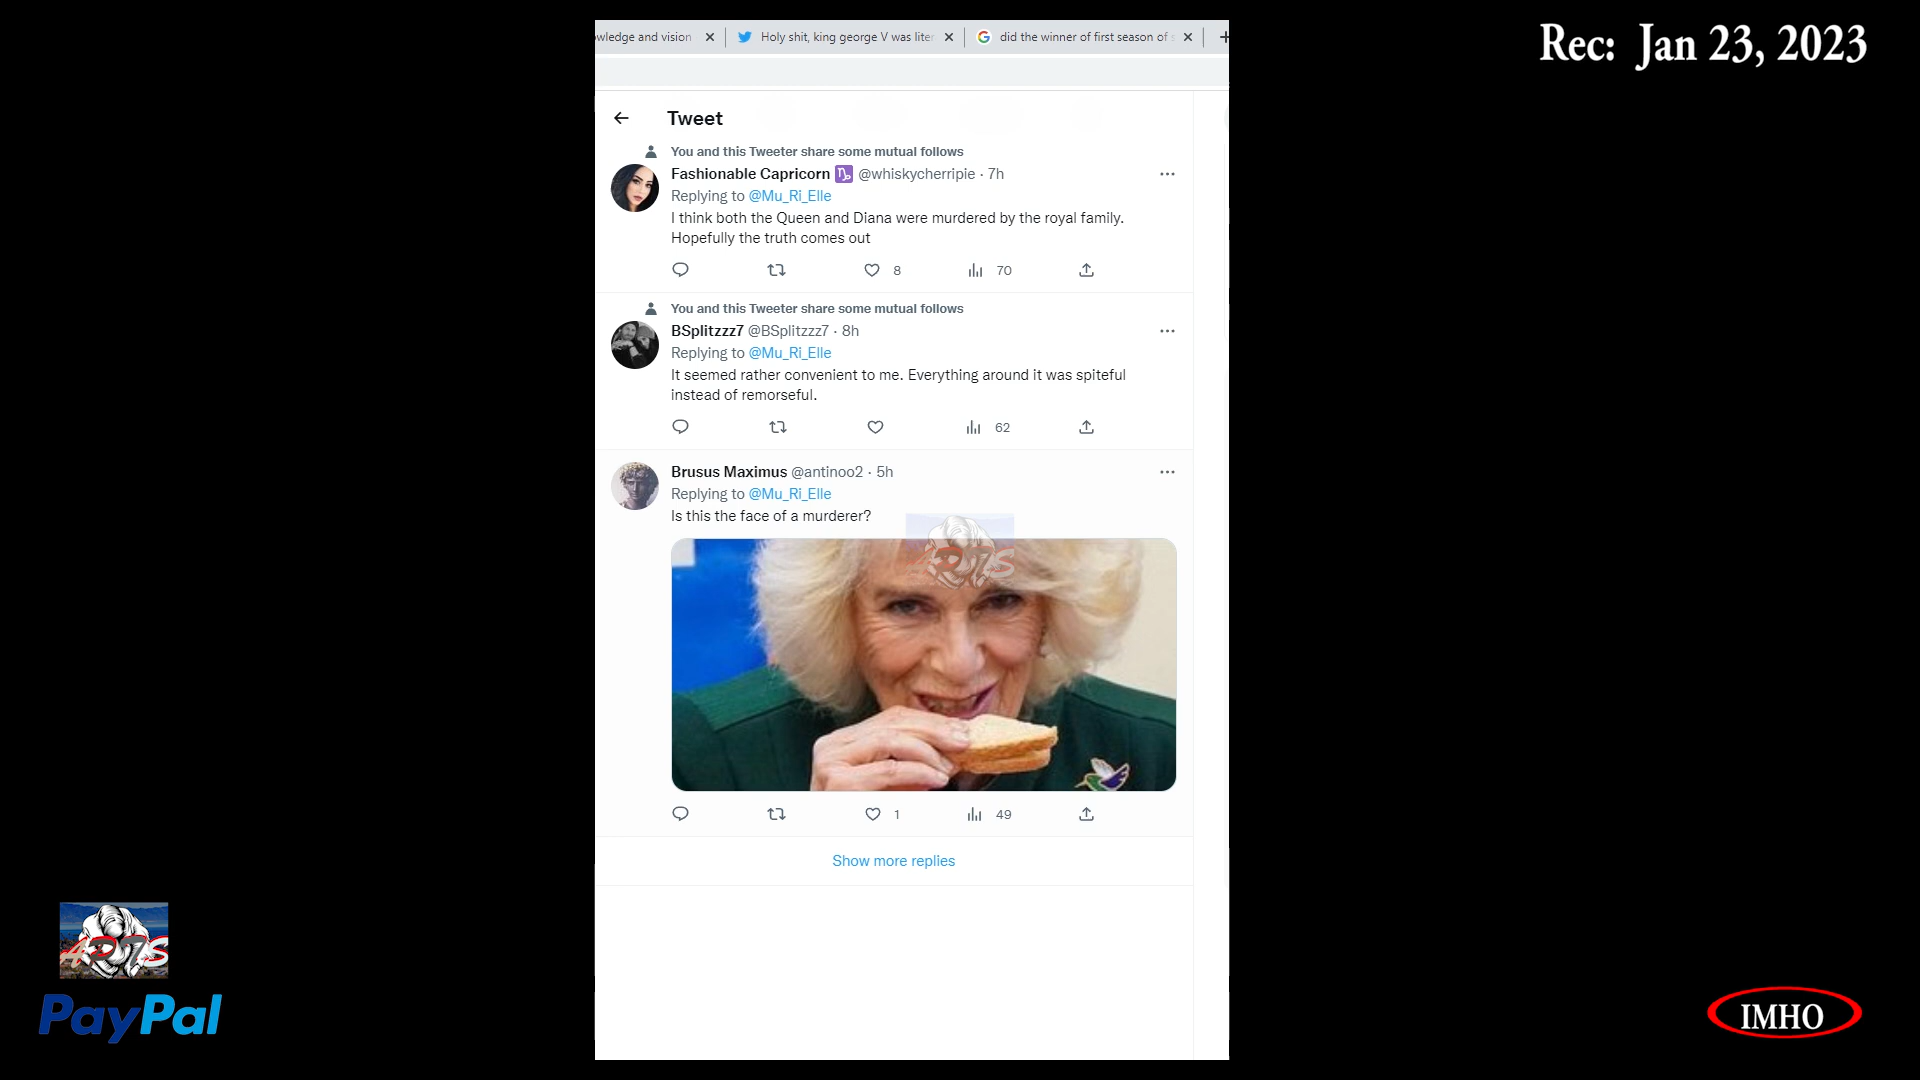 Rec: Jan 23, 2023
owledge and vision
Holy shit, king george V was liter
did the winner of first season of s
Tweet
You and this Tweeter share some mutual follows
Fashionable Capricorn ♑ @whiskycherripie · 7h
Replying to @Mu_Ri_Elle
I think both the Queen and Diana were murdered by the royal family.
Hopefully the truth comes out
8
70
You and this Tweeter share some mutual follows
BSplitzzz7 @BSplitzzz7 · 8h
Replying to @Mu_Ri_Elle
It seemed rather convenient to me. Everything around it was spiteful
instead of remorseful.
62
Brusus Maximus @antinoo2 · 5h
Replying to @Mu_Ri_Elle
Is this the face of a murderer?
1
49
Show more replies
PayPal
IMHO